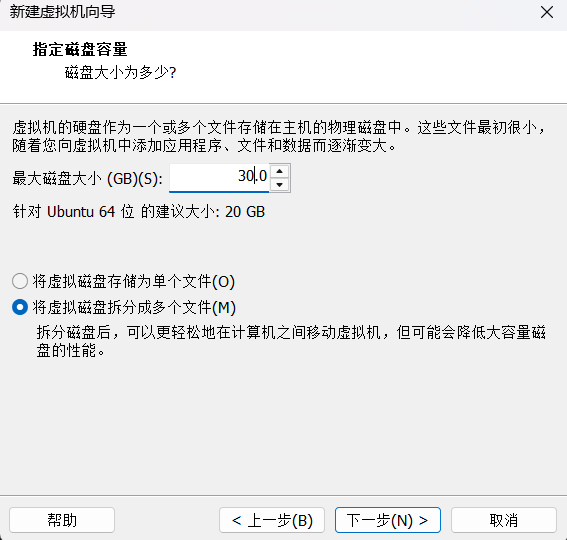 新建虚拟机向导
指定磁盘容量
磁盘大小为多少?
虚拟机的硬盘作为一个或多个文件存储在主机的物理磁盘中。这些文件最初很小，
随着您向虚拟机中添加应用程序、文件和数据而逐渐变大。
最大磁盘大小 (GB)(S): 30.0
针对 Ubuntu 64 位 的建议大小: 20 GB
将虚拟磁盘存储为单个文件(O)
将虚拟磁盘拆分成多个文件(M)
拆分磁盘后，可以更轻松地在计算机之间移动虚拟机，但可能会降低大容量磁
盘的性能。
帮助 < 上一步(B) 下一步(N) > 取消